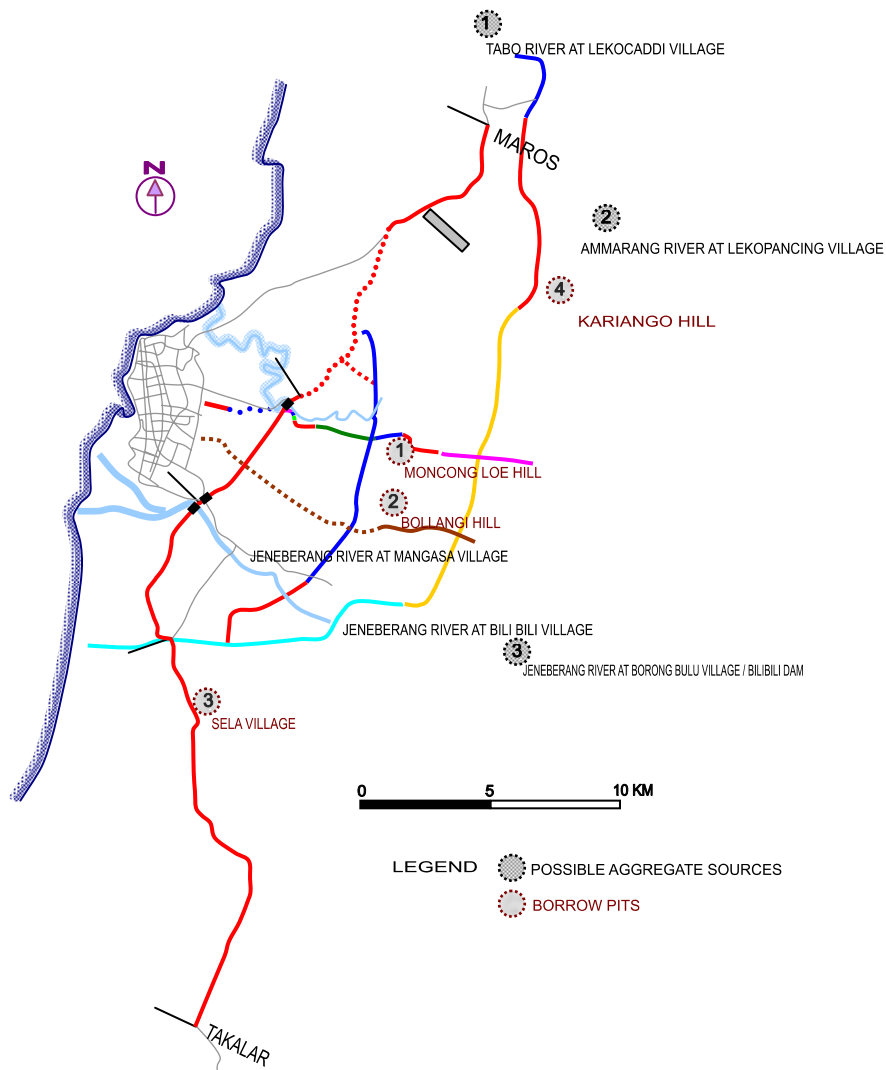 1
TABO RIVER AT LEKOCADDI VILLAGE
MAROS
N
2
AMMARANG RIVER AT LEKOPANCING VILLAGE
4
KARIANGO HILL
1
MONCONG LOE HILL
2
BOLLANGI HILL
JENEBERANG RIVER AT MANGASA VILLAGE
JENEBERANG RIVER AT BILI BILI VILLAGE
3
JENEBERANG RIVER AT BORONG BULU VILLAGE / BILIBILI DAM
3
SELA VILLAGE
0 5 10 KM
LEGEND
POSSIBLE AGGREGATE SOURCES
BORROW PITS
TAKALAR